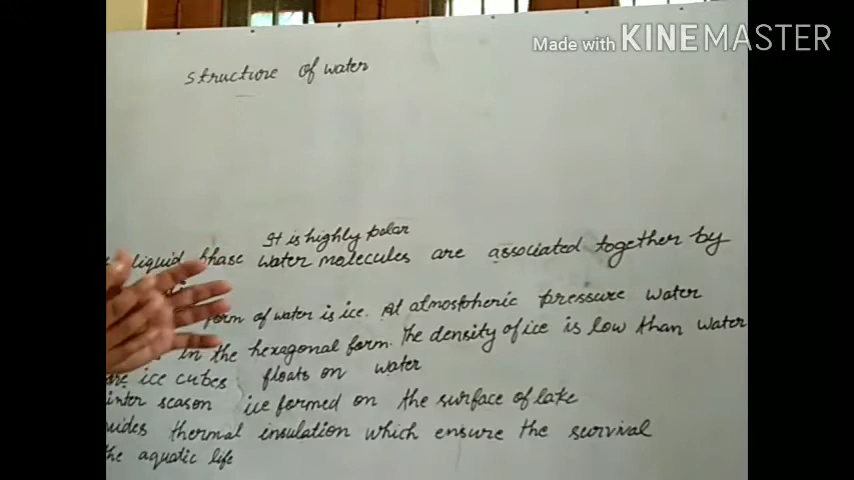 Made with KINEMASTER
Structure of water
It is highly polar
liquid phase water molecules are associated together by
form of water is ice. At atmospheric pressure water
in the hexagonal form. The density of ice is low than water
ice cubes floats on water
inter season ice formed on the surface of lake
vides thermal insulation which ensure the survival
the aquatic life